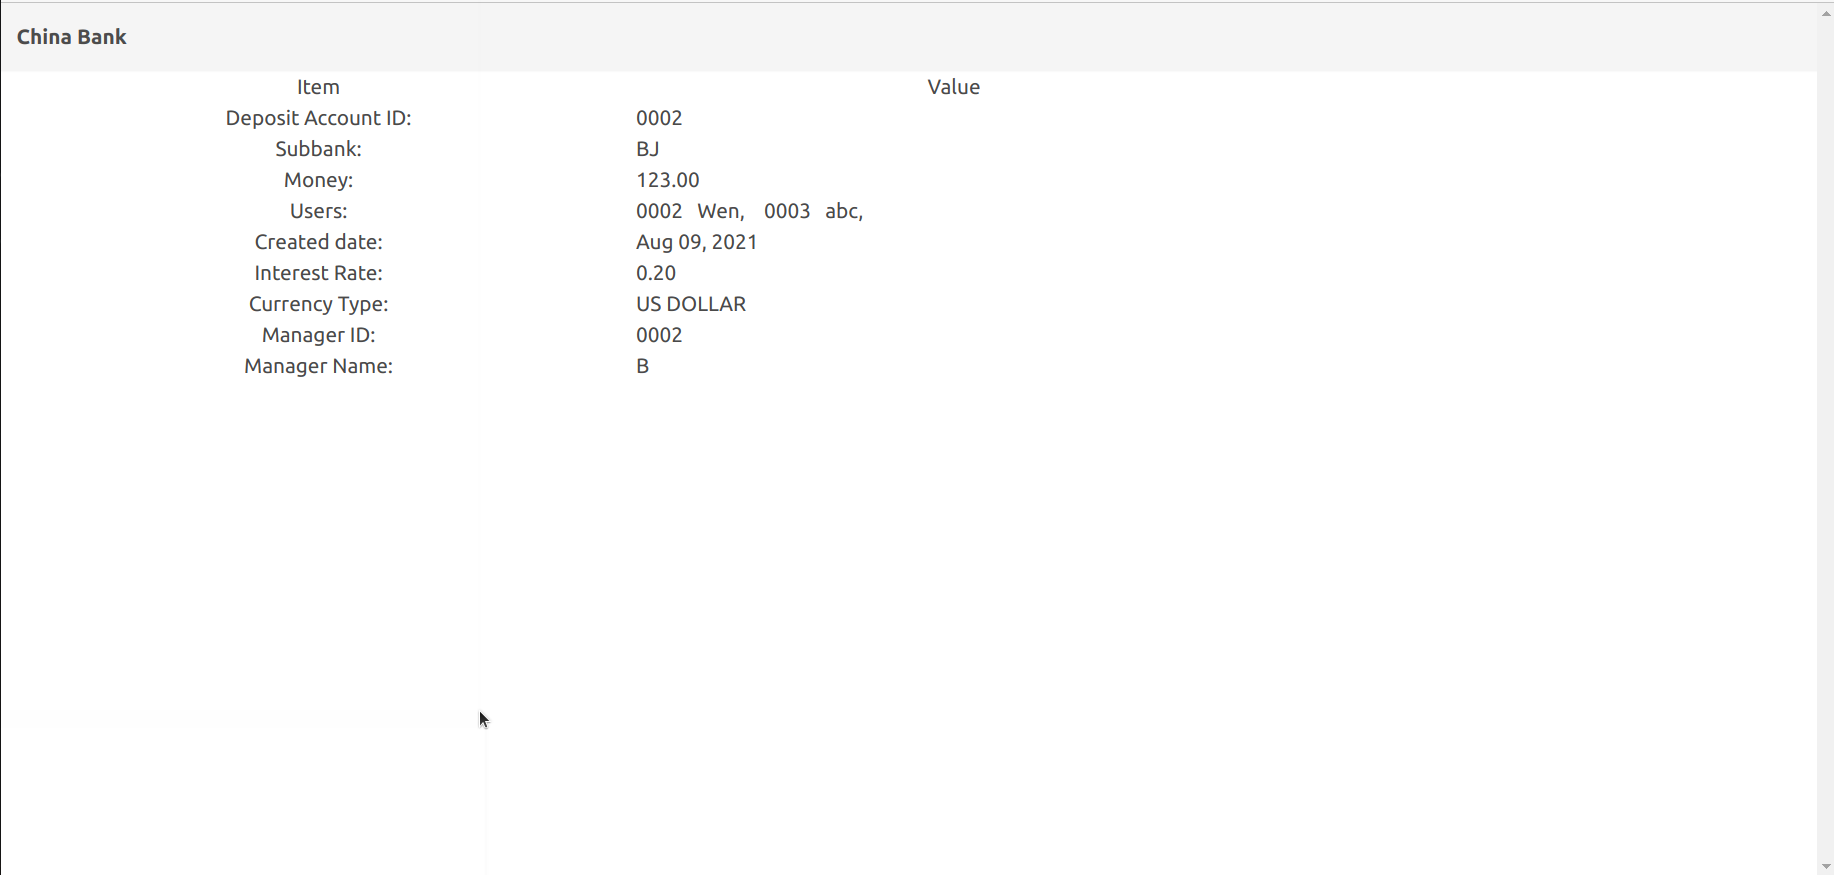 China Bank
Item Value
Deposit Account ID: 0002
Subbank: BJ
Money: 123.00
Users: 0002 Wen, 0003 abc,
Created date: Aug 09, 2021
Interest Rate: 0.20
Currency Type: US DOLLAR
Manager ID: 0002
Manager Name: B